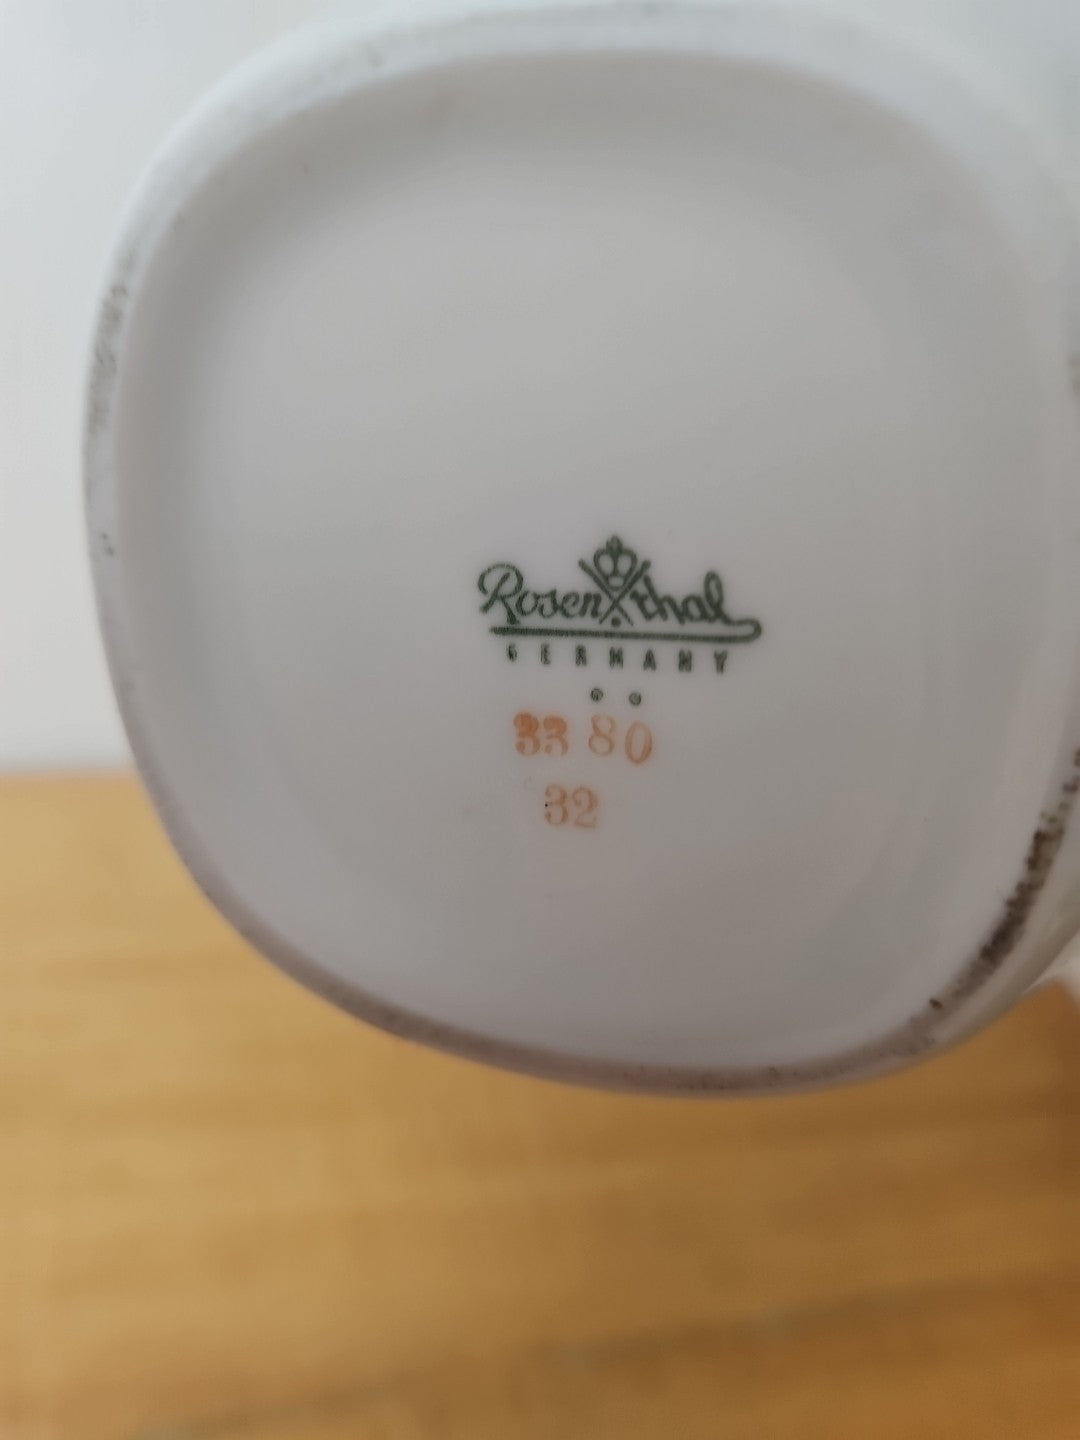 Rosenthal
GERMANY
33 80
32